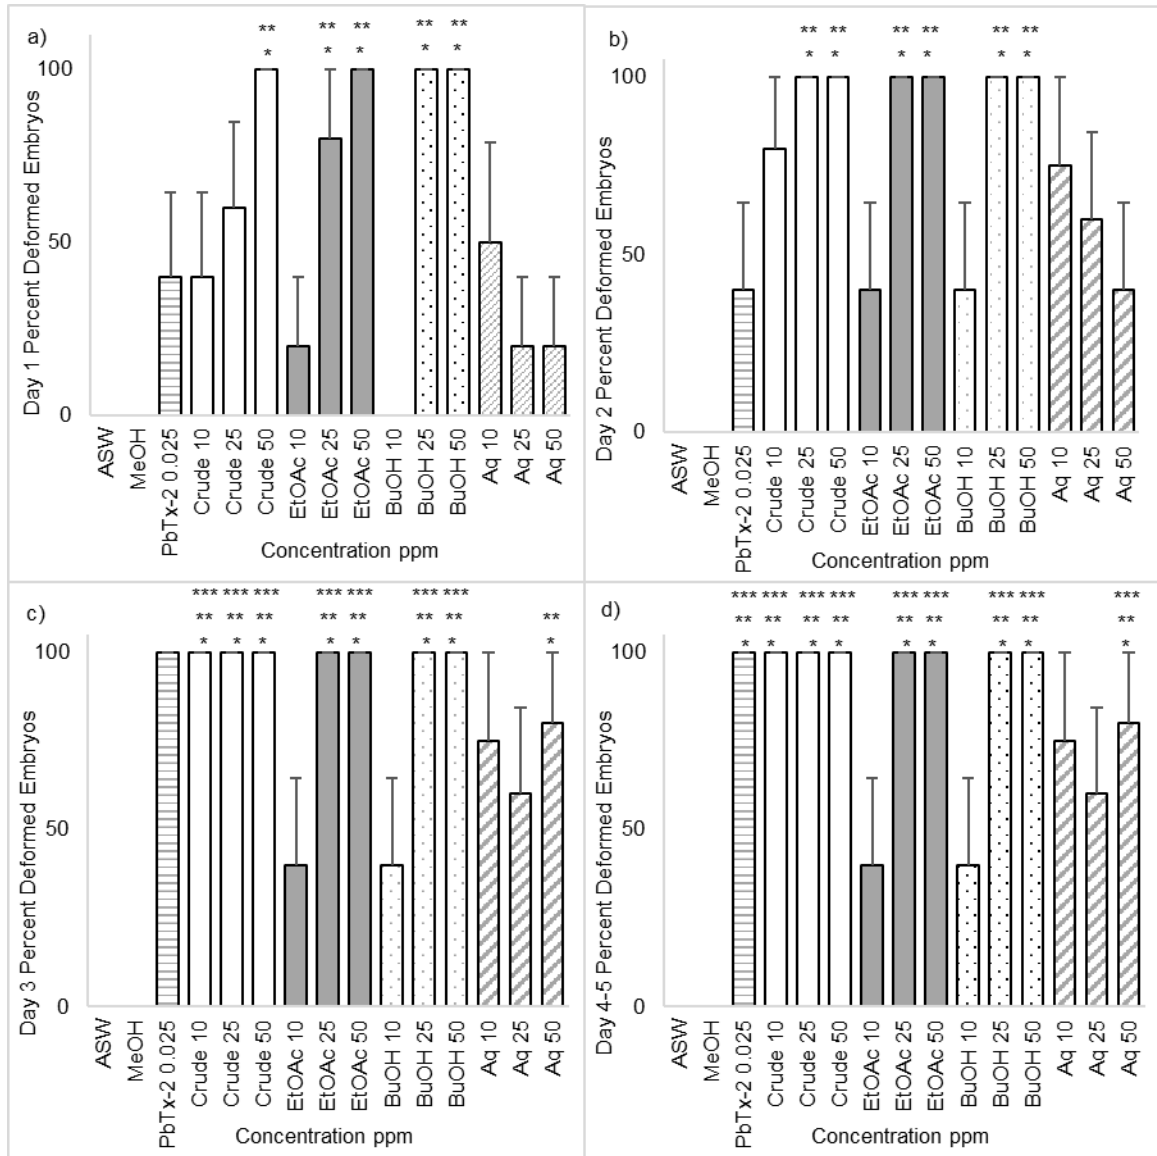 a)
** ** ** ** **
* * * * *
Day 1 Percent Deformed Embryos
100
50
0
ASW
MeOH
PbTx-2 0.025
Crude 10
Crude 25
Crude 50
EtOAc 10
EtOAc 25
EtOAc 50
BuOH 10
BuOH 25
BuOH 50
Aq 10
Aq 25
Aq 50
Concentration ppm
b)
** ** ** ** ** **
* * * * * *
Day 2 Percent Deformed Embryos
100
50
0
ASW
MeOH
PbTx-2 0.025
Crude 10
Crude 25
Crude 50
EtOAc 10
EtOAc 25
EtOAc 50
BuOH 10
BuOH 25
BuOH 50
Aq 10
Aq 25
Aq 50
Concentration ppm
c)
*** *** *** *** *** *** ***
** ** ** ** ** ** ** **
* * * * * * * *
Day 3 Percent Deformed Embryos
100
50
0
ASW
MeOH
PbTx-2 0.025
Crude 10
Crude 25
Crude 50
EtOAc 10
EtOAc 25
EtOAc 50
BuOH 10
BuOH 25
BuOH 50
Aq 10
Aq 25
Aq 50
Concentration ppm
d)
*** *** *** *** *** *** *** *** ***
** ** ** ** ** ** ** ** **
* * * * * * * * *
Day 4-5 Percent Deformed Embryos
100
50
0
ASW
MeOH
PbTx-2 0.025
Crude 10
Crude 25
Crude 50
EtOAc 10
EtOAc 25
EtOAc 50
BuOH 10
BuOH 25
BuOH 50
Aq 10
Aq 25
Aq 50
Concentration ppm